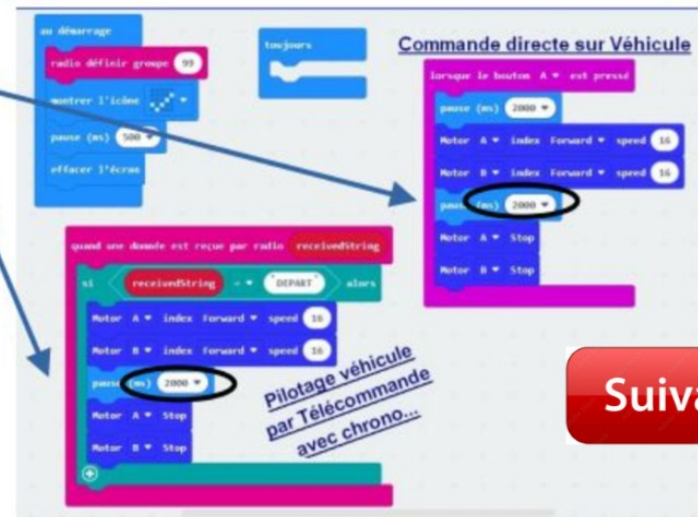 au démarrage
radio définir groupe 99
montrer l'icône
pause (ms) 500
effacer l'écran
toujours
Commande directe sur Véhicule
lorsque le bouton A est pressé
pause (ms) 2000
Motor A index Forward speed 16
Motor B index Forward speed 16
pause (ms) 2000
Motor A Stop
Motor B Stop
quand une donnée est reçue par radio receivedString
si receivedString = "DEPART" alors
Motor A index Forward speed 16
Motor B index Forward speed 16
pause (ms) 2000
Motor A Stop
Motor B Stop
Pilotage véhicule
par Télécommande
avec chrono...
Suiva